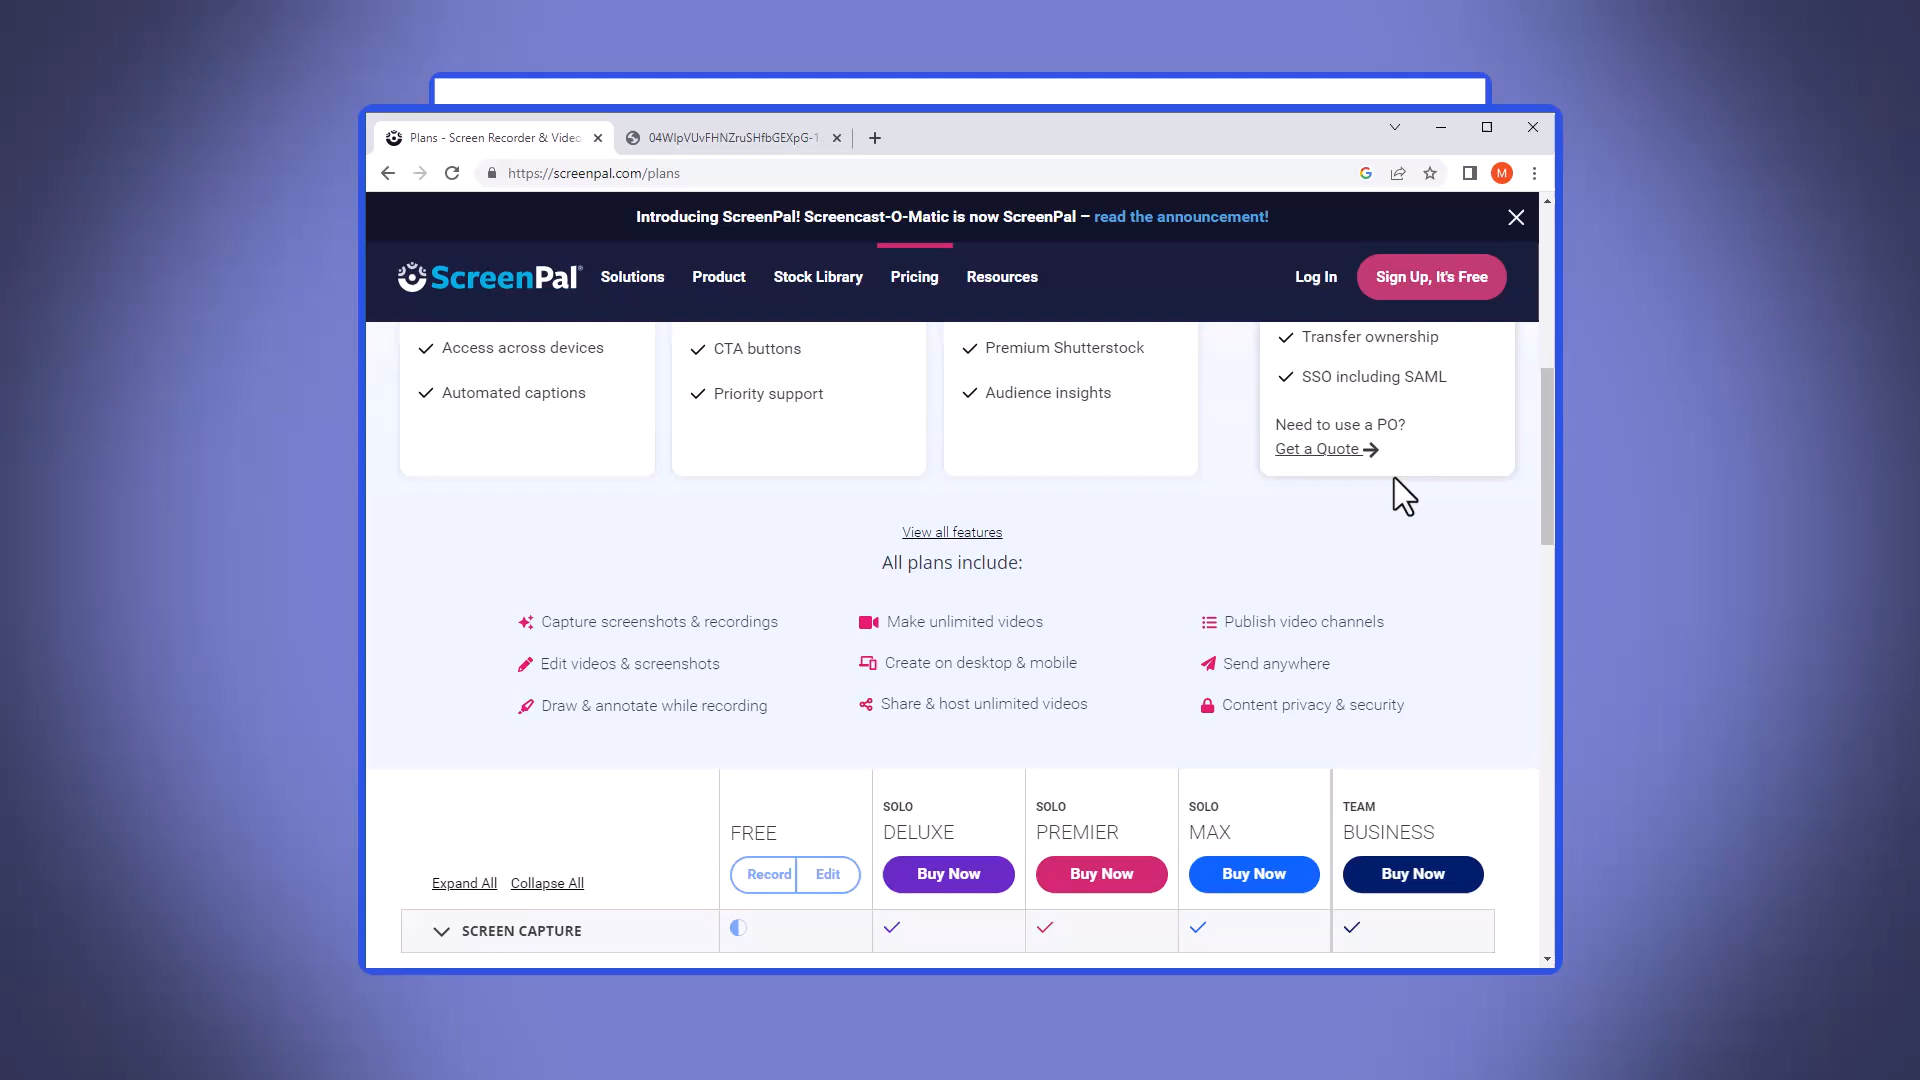 Plans - Screen Recorder & Video
04WIpVUvFHNZruSHfbGEXpG-1
https://screenpal.com/plans
M
Introducing ScreenPal! Screencast-O-Matic is now ScreenPal – read the announcement!
ScreenPal®
Solutions
Product
Stock Library
Pricing
Resources
Log In
Sign Up, It's Free
Access across devices
Automated captions
CTA buttons
Priority support
Premium Shutterstock
Audience insights
Transfer ownership
SSO including SAML
Need to use a PO?
Get a Quote
View all features
All plans include:
Capture screenshots & recordings
Edit videos & screenshots
Draw & annotate while recording
Make unlimited videos
Create on desktop & mobile
Share & host unlimited videos
Publish video channels
Send anywhere
Content privacy & security
Expand All
Collapse All
FREE
Record
Edit
SOLO
DELUXE
Buy Now
SOLO
PREMIER
Buy Now
SOLO
MAX
Buy Now
TEAM
BUSINESS
Buy Now
SCREEN CAPTURE